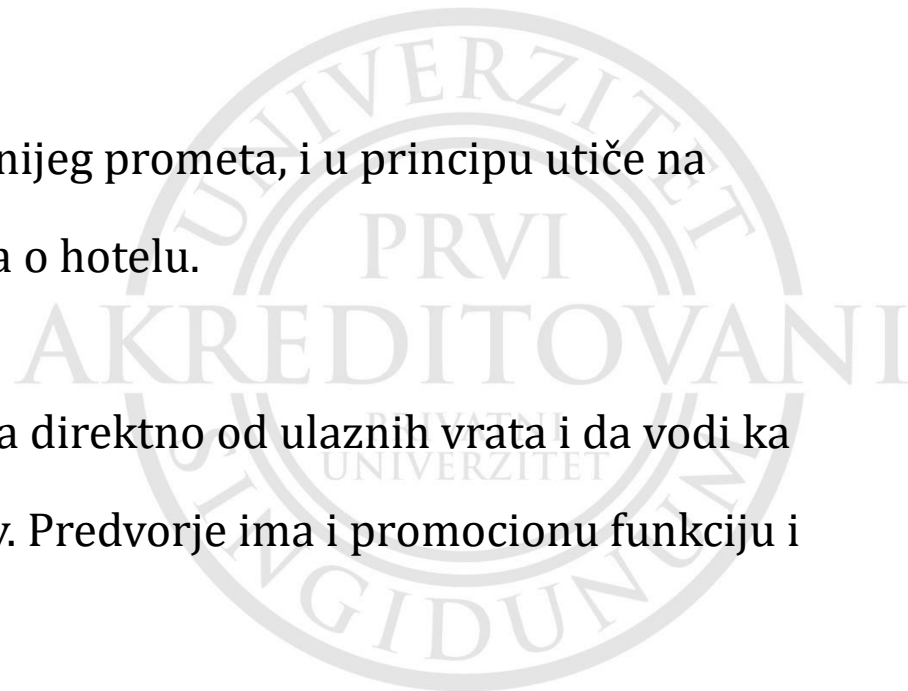 UNIVERZITET
nijeg prometa, i u principu utiče na
PRVI
a o hotelu.
AKREDITOVANI
a direktno od ulaznih vrata i da vodi ka
PRIVATNI
UNIVERZITET
v. Predvorje ima i promocionu funkciju i
SINGIDUNUM